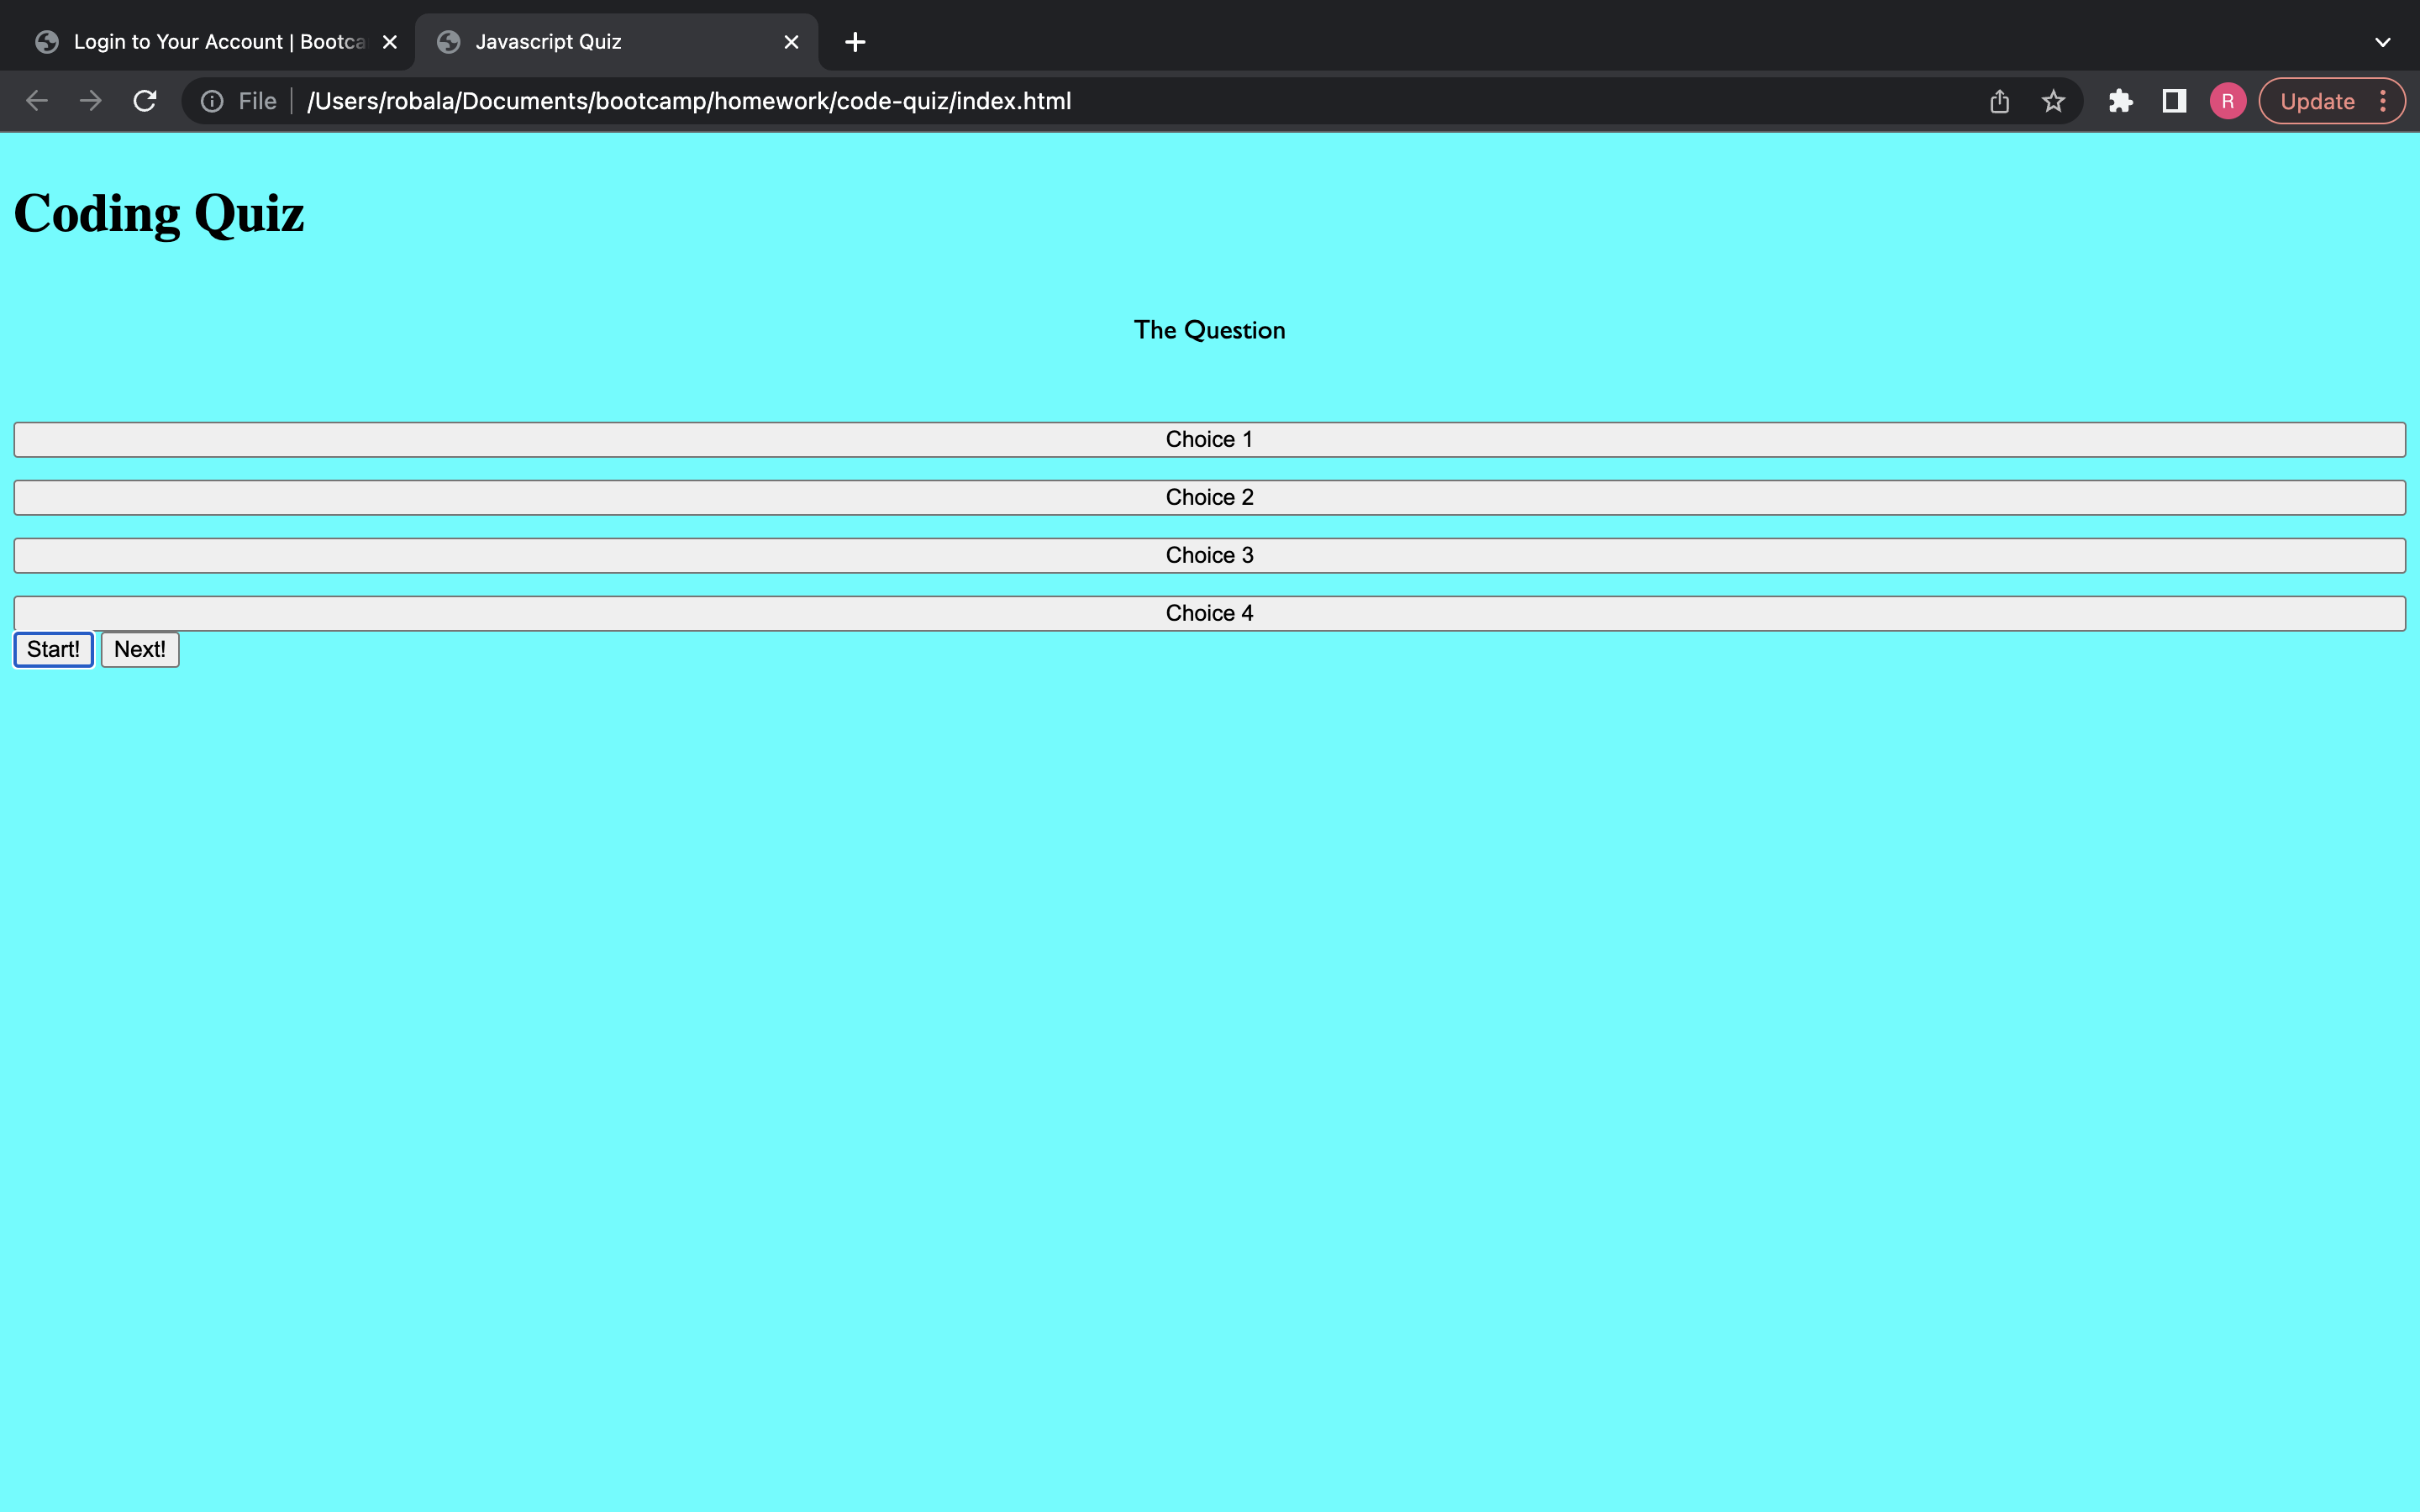 Login to Your Account | Bootca
Javascript Quiz
File
/Users/robala/Documents/bootcamp/homework/code-quiz/index.html
R
Update
Coding Quiz
The Question
Choice 1
Choice 2
Choice 3
Choice 4
Start! Next!